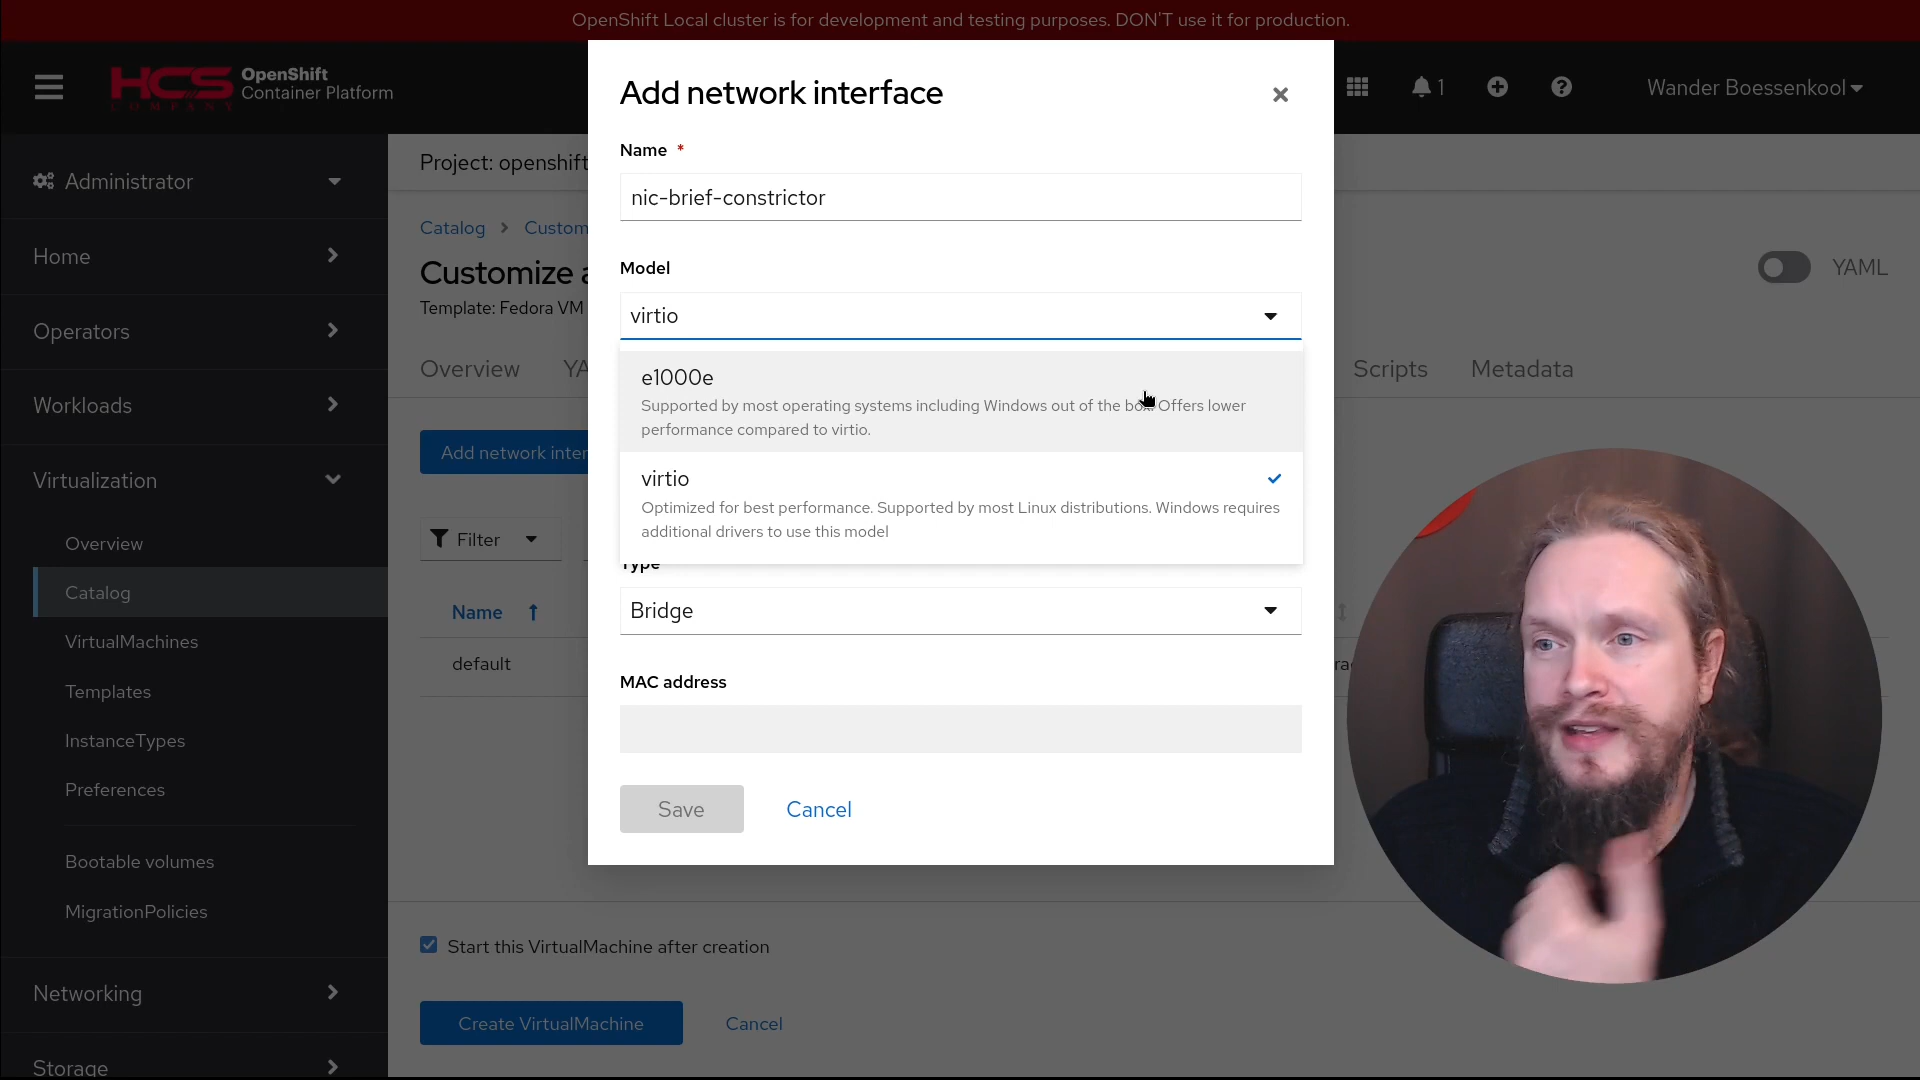 OpenShift Local cluster is for development and testing purposes. DON'T use it for production.
HCS
COMPANY
OpenShift
Container Platform
1
Wander Boessenkool
Administrator
Home
Operators
Workloads
Virtualization
Overview
Catalog
VirtualMachines
Templates
InstanceTypes
Preferences
Bootable volumes
MigrationPolicies
Networking
Storage
Project: openshift
Catalog
Custom
Customize a
Template: Fedora VM
YAML
Overview
YA
Scripts
Metadata
Add network inter
Filter
Name
default
Add network interface
Name *
nic-brief-constrictor
Model
virtio
e1000e
Supported by most operating systems including Windows out of the box. Offers lower
performance compared to virtio.
virtio
Optimized for best performance. Supported by most Linux distributions. Windows requires
additional drivers to use this model
Type
Bridge
MAC address
Save
Cancel
Start this VirtualMachine after creation
Create VirtualMachine
Cancel